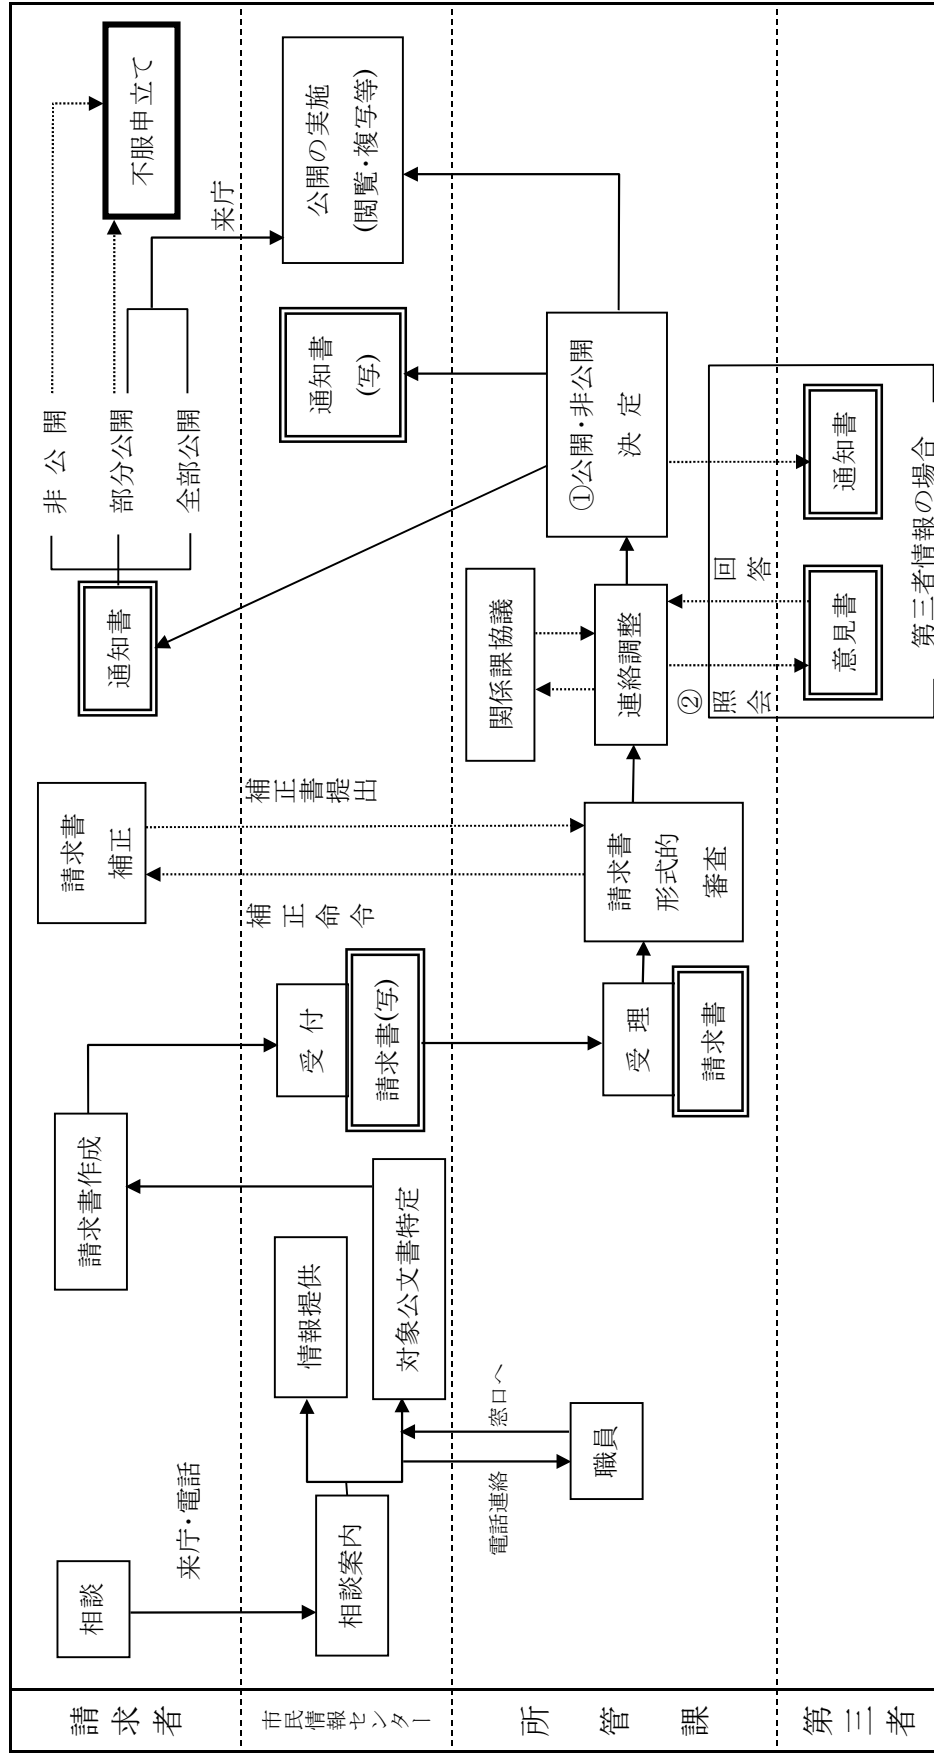 請求者
相談
来庁・電話
請求書作成
請求書
補正
通知書
非公開
部分公開
全部公開
不服申立て
来庁
市民情報センター
相談案内
情報提供
対象公文書特定
受付
請求書(写)
補正命令
補正書提出
通知書
(写)
公開の実施
(閲覧・複写等)
所管課
電話連絡
窓口へ
職員
受理
請求書
請求書
形式的
審査
関係課協議
連絡調整
①公開・非公開
決定
②
照会
回答
第三者
意見書
通知書
第三者情報の場合